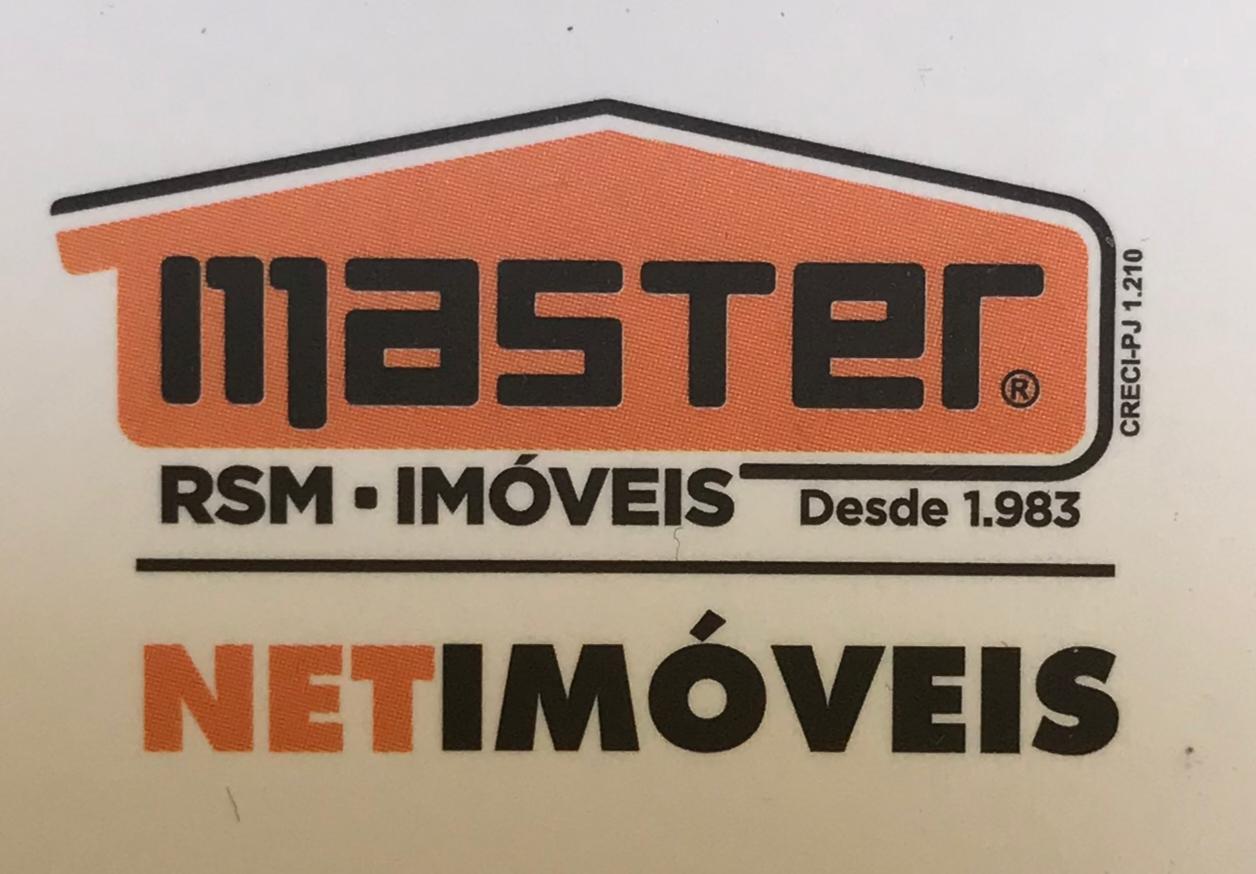 master®
CRECI-PJ 1.210
RSM · IMÓVEIS
Desde 1.983
NETIMÓVEIS